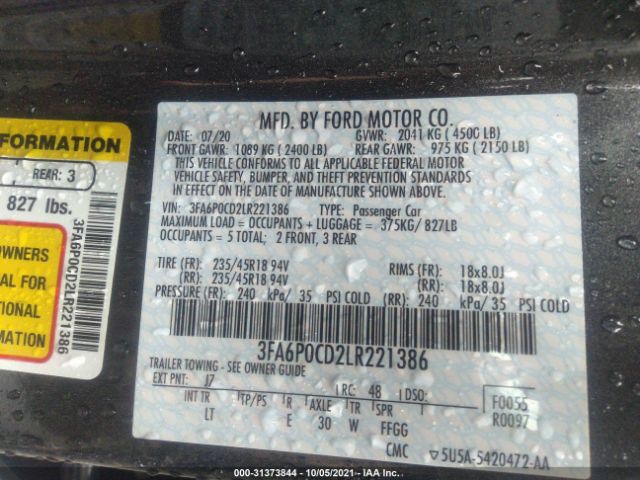 FORMATION
REAR: 3
827 lbs.
OWNERS
AL FOR
TIONAL
RMATION
3FA6P0CD2LR221386
MFD. BY FORD MOTOR CO.
DATE: 07/20 GVWR: 2041 KG ( 4500 LB)
FRONT GAWR: 1089 KG ( 2400 LB) REAR GAWR: 975 KG ( 2150 LB)
THIS VEHICLE CONFORMS TO ALL APPLICABLE FEDERAL MOTOR
VEHICLE SAFETY, BUMPER, AND THEFT PREVENTION STANDARDS
IN EFFECT ON THE DATE OF MANUFACTURE SHOWN ABOVE.
VIN: 3FA6P0CD2LR221386 TYPE: Passenger Car
MAXIMUM LOAD = OCCUPANTS + LUGGAGE = 375KG/ 827LB
OCCUPANTS = 5 TOTAL: 2 FRONT, 3 REAR
TIRE (FR): 235/45R18 94V RIMS (FR): 18x8.0J
(RR): 235/45R18 94V (RR): 18x8.0J
PRESSURE (FR): 240 kPa/ 35 PSI COLD (RR): 240 kPa/ 35 PSI COLD
3FA6P0CD2LR221386
TRAILER TOWING - SEE OWNER GUIDE
EXT PNT: J7 RC: 48 DSO: F0055
INT TR TP/PS R AXLE TR SPR R0097
LT E 30 W FFGG
CMC ▽5U5A-5420472-AA
000-31373844 - 10/05/2021 - IAA Inc.